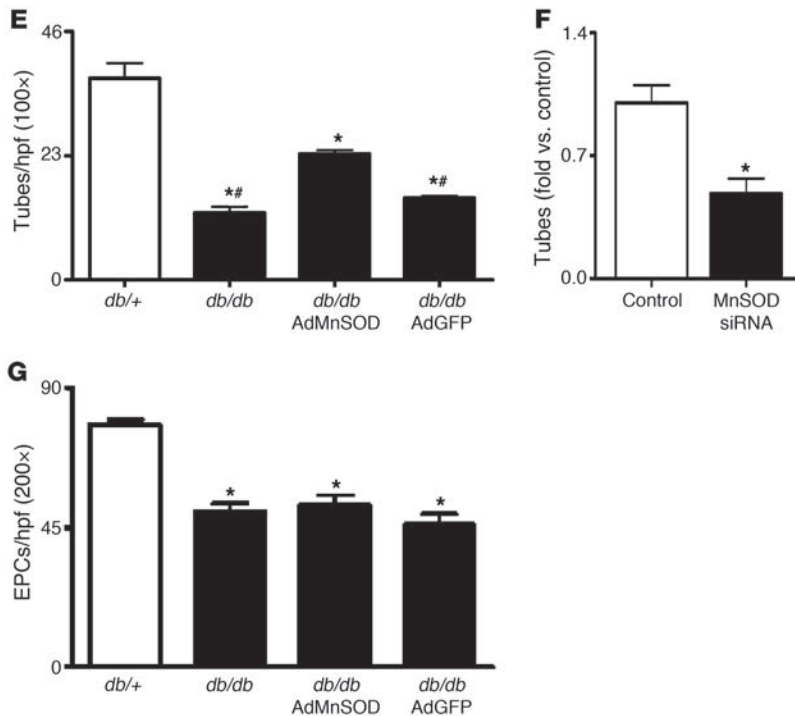 E
Tubes/hpf (100×)
46
23
0
*#
*
*#
db/+
db/db
db/db
AdMnSOD
db/db
AdGFP
F
Tubes (fold vs. control)
1.4
0.7
0.0
*
Control
MnSOD
siRNA
G
EPCs/hpf (200×)
90
45
0
*
*
*
db/+
db/db
db/db
AdMnSOD
db/db
AdGFP